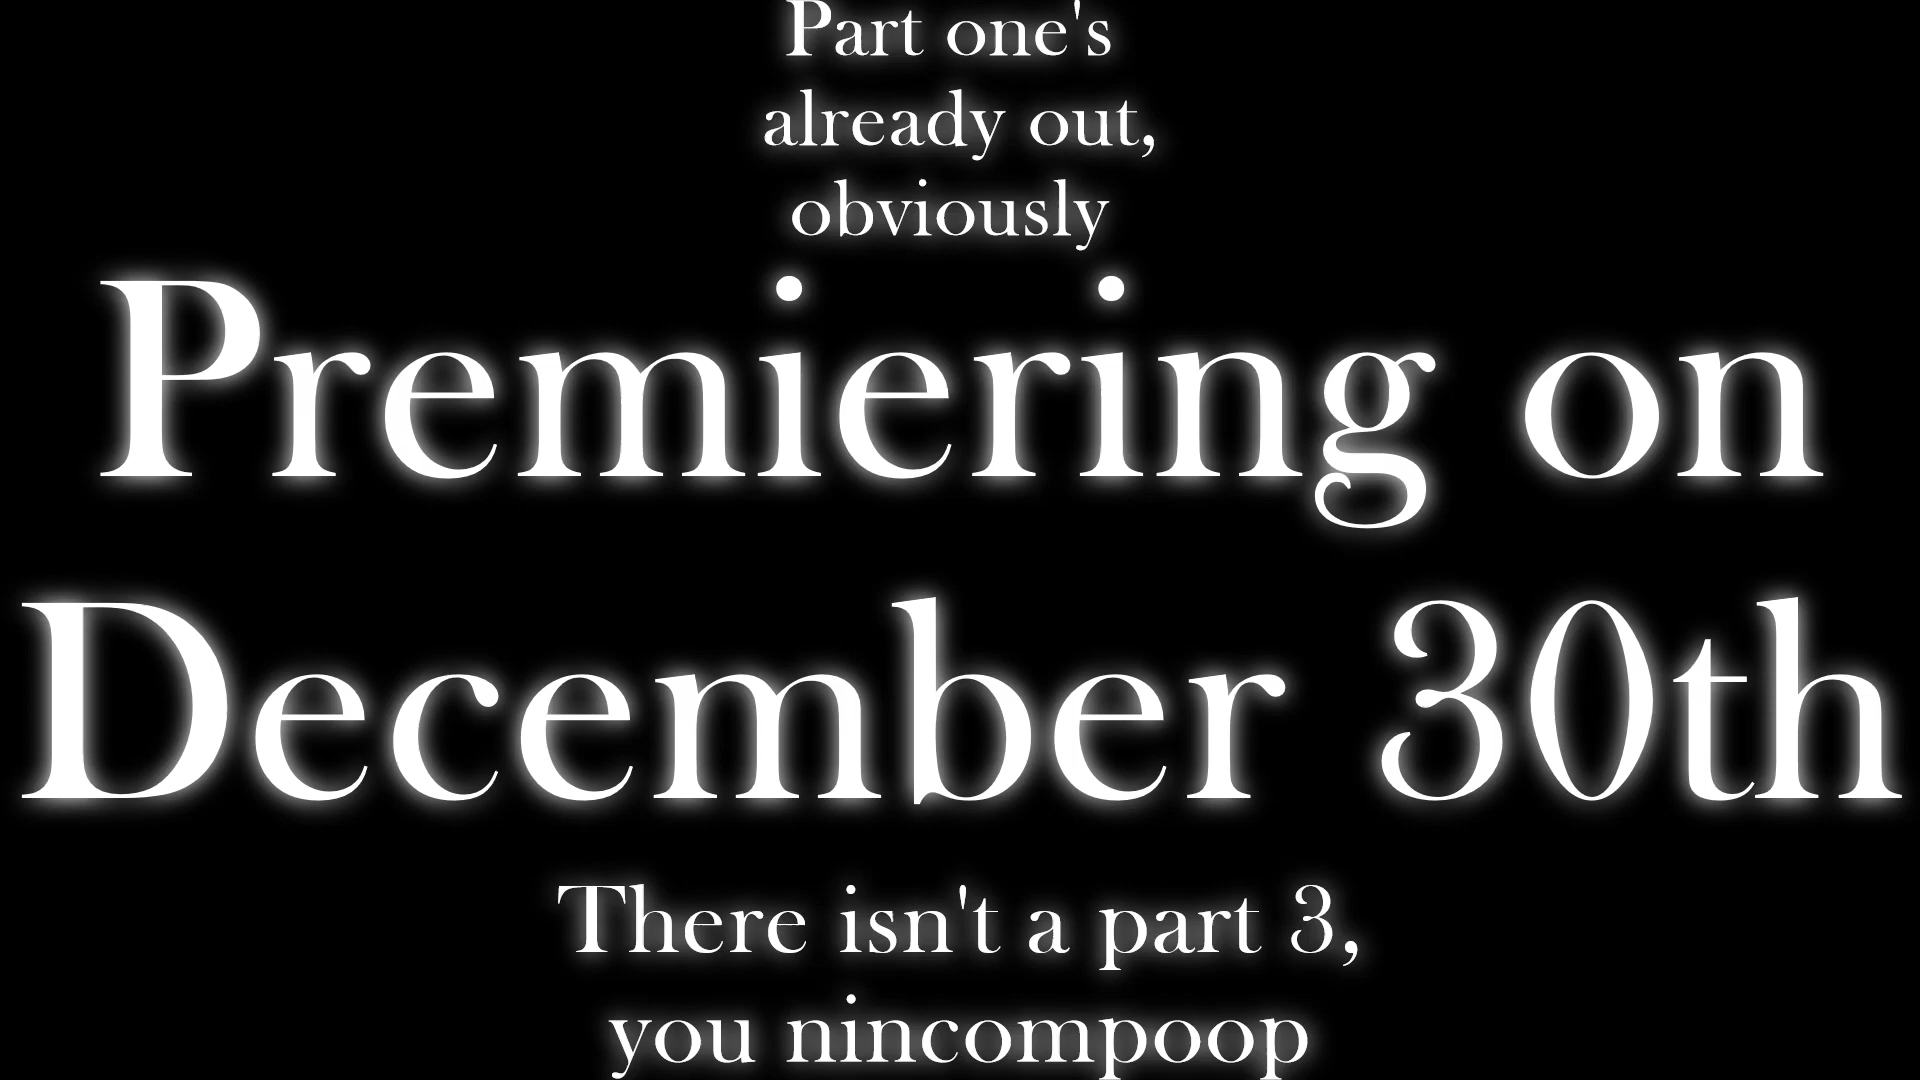 Part one's
already out,
obviously
Premiering on
December 30th
There isn't a part 3,
you nincompoop